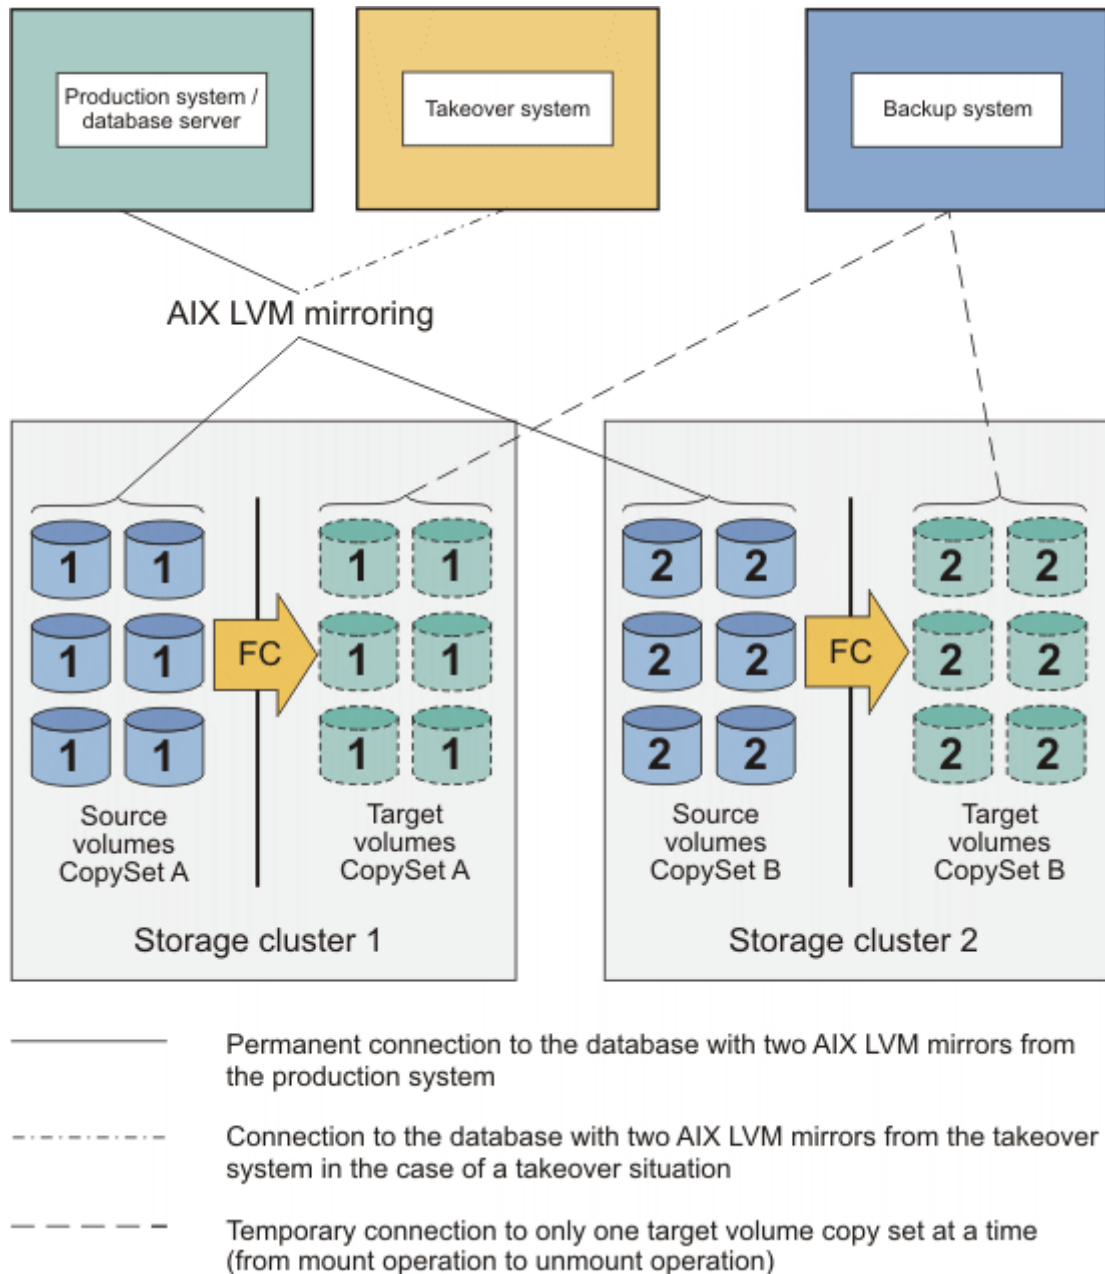 Production system /
database server
Takeover system
Backup system
AIX LVM mirroring
1 1 1 1
1 1 FC 1 1
1 1 1 1
Source
volumes
CopySet A
Target
volumes
CopySet A
Storage cluster 1
2 2 2 2
2 2 FC 2 2
2 2 2 2
Source
volumes
CopySet B
Target
volumes
CopySet B
Storage cluster 2
Permanent connection to the database with two AIX LVM mirrors from
the production system
Connection to the database with two AIX LVM mirrors from the takeover
system in the case of a takeover situation
Temporary connection to only one target volume copy set at a time
(from mount operation to unmount operation)